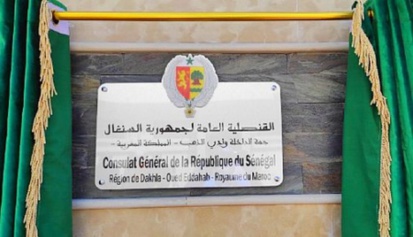 القنصلية العامة لجمهورية السنغال
جهة الداخلة وادي الذهب - المملكة المغربية -
Consulat Général de la République du Sénégal
Région de Dakhla - Oued Eddahab - Royaume du Maroc